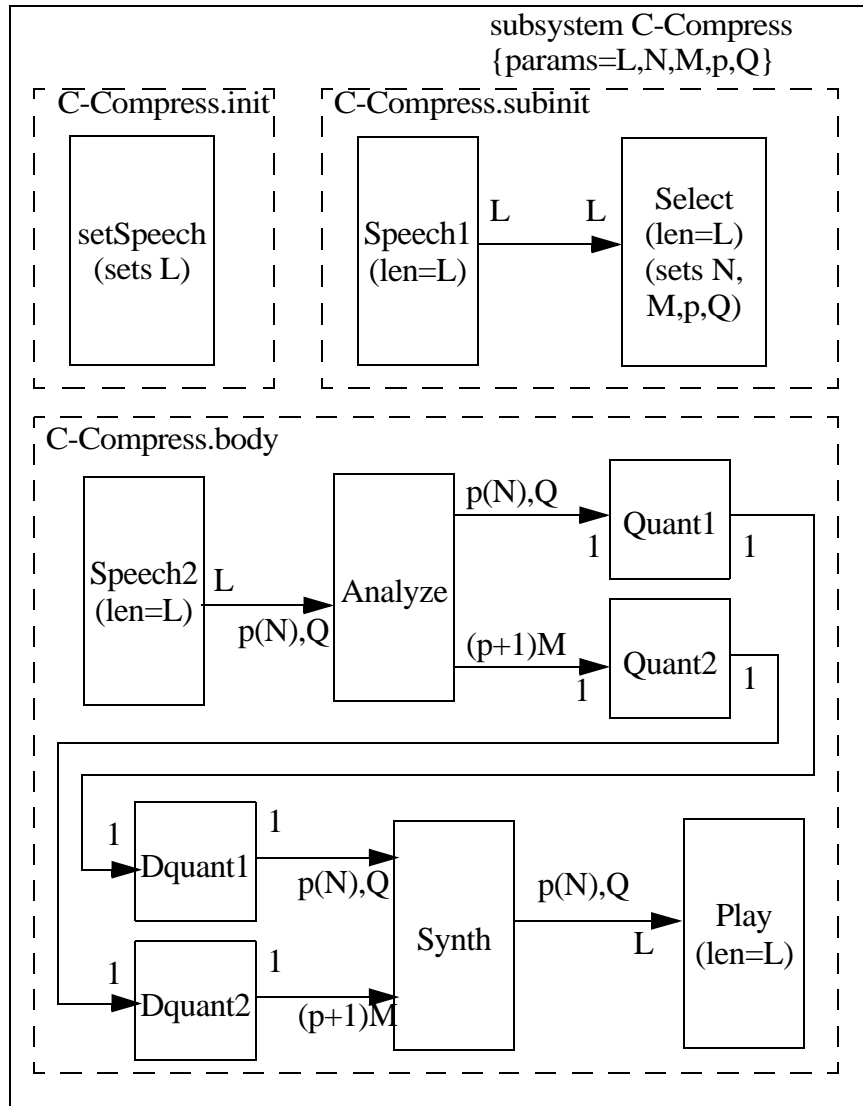 subsystem C-Compress
{params=L,N,M,p,Q}
C-Compress.init
setSpeech
(sets L)
C-Compress.subinit
Speech1
(len=L)
L
L
Select
(len=L)
(sets N,
M,p,Q)
C-Compress.body
Speech2
(len=L)
L
p(N),Q
Analyze
p(N),Q
1
Quant1
1
(p+1)M
1
Quant2
1
1
Dquant1
1
p(N),Q
1
Dquant2
1
(p+1)M
Synth
p(N),Q
L
Play
(len=L)